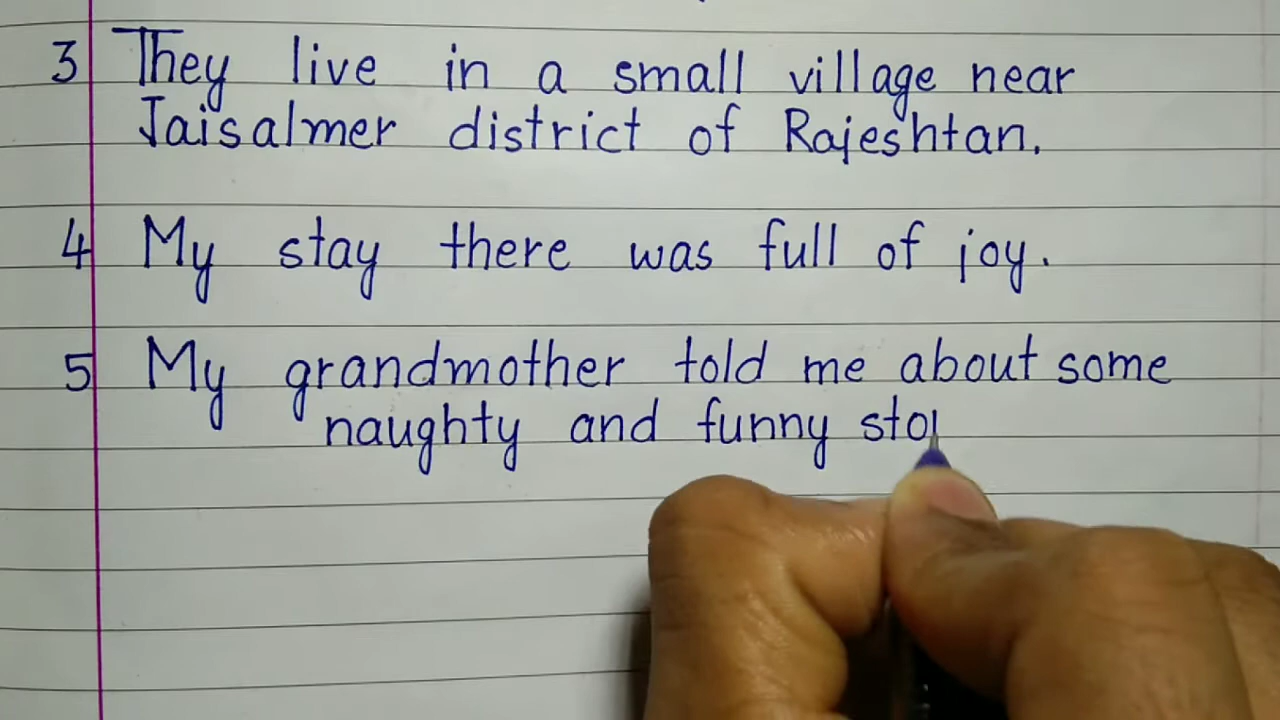 3 They live in a small village near
Jaisalmer district of Rajeshtan.
4 My stay there was full of joy.
5 My grandmother told me about some
naughty and funny sto